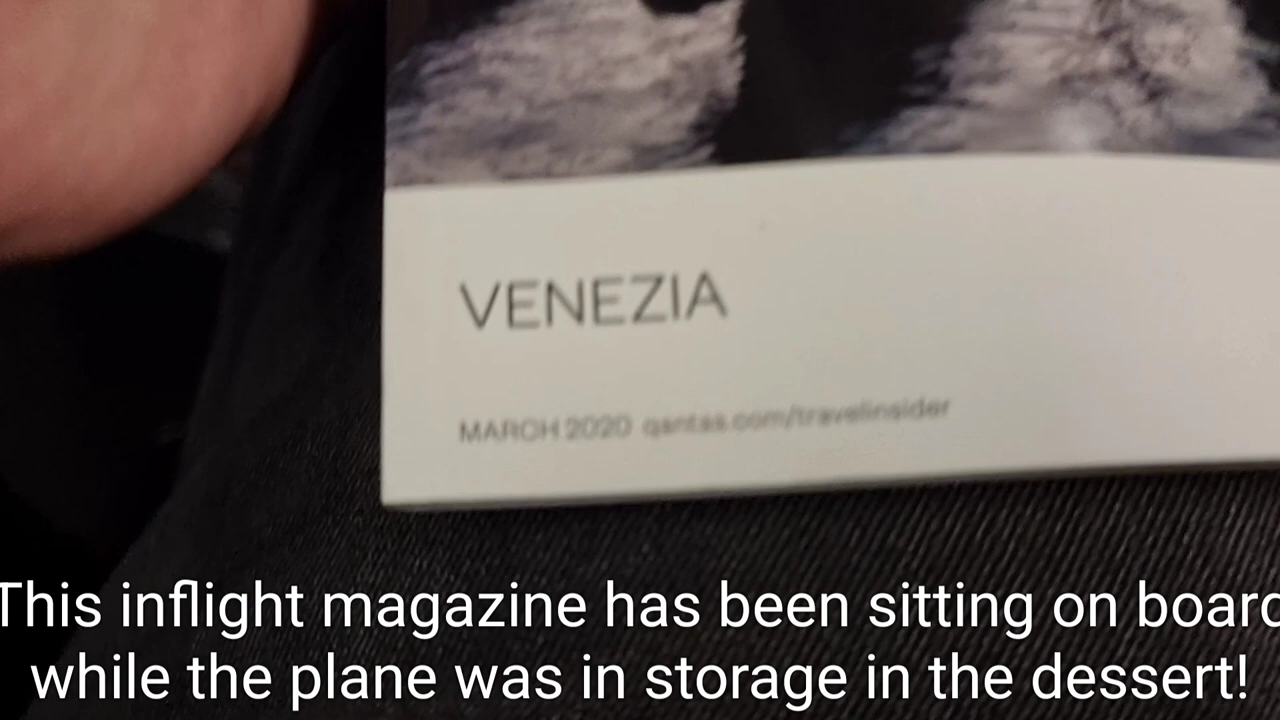 VENEZIA
MARCH 2020 qantas.com/travelinsider
This inflight magazine has been sitting on board
while the plane was in storage in the dessert!